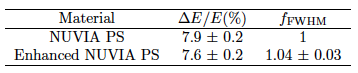 Material ΔE/E(%) fFWHM
NUVIA PS 7.9 ± 0.2 1
Enhanced NUVIA PS 7.6 ± 0.2 1.04 ± 0.03